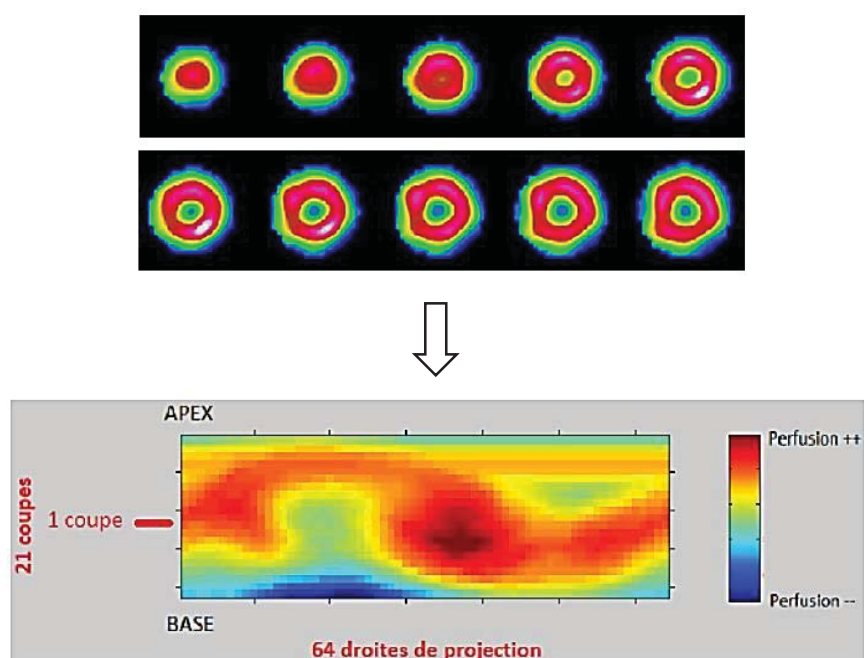 APEX
Perfusion ++
21 coupes
1 coupe
Perfusion --
BASE
64 droites de projection